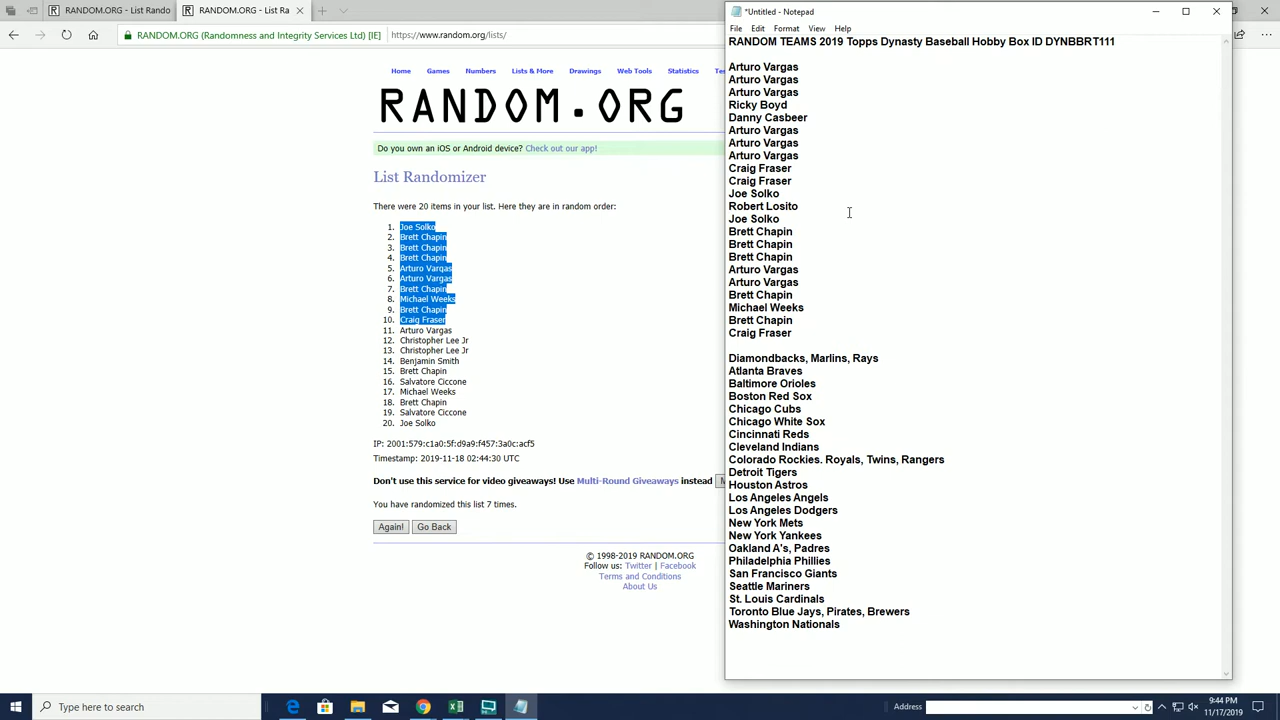 RANDOM.ORG - List Rando
RANDOM.ORG - List Ra
RANDOM.ORG (Randomness and Integrity Services Ltd) [IE]
https://www.random.org/lists/
Home Games Numbers Lists & More Drawings Web Tools Statistics
RANDOM.ORG
Do you own an iOS or Android device? Check out our app!
List Randomizer
There were 20 items in your list. Here they are in random order:
1. Joe Solko
2. Brett Chapin
3. Brett Chapin
4. Brett Chapin
5. Arturo Vargas
6. Arturo Vargas
7. Brett Chapin
8. Michael Weeks
9. Brett Chapin
10. Craig Fraser
11. Arturo Vargas
12. Christopher Lee Jr
13. Christopher Lee Jr
14. Benjamin Smith
15. Brett Chapin
16. Salvatore Ciccone
17. Michael Weeks
18. Brett Chapin
19. Salvatore Ciccone
20. Joe Solko
IP: 2001:579:c1a0:5f:d9a9:f457:3a0c:acf5
Timestamp: 2019-11-18 02:44:30 UTC
Don't use this service for video giveaways! Use Multi-Round Giveaways instead
You have randomized this list 7 times.
Again! Go Back
© 1998-2019 RANDOM.ORG
Follow us: Twitter | Facebook
Terms and Conditions
About Us
*Untitled - Notepad
File Edit Format View Help
RANDOM TEAMS 2019 Topps Dynasty Baseball Hobby Box ID DYNBBRT111
Arturo Vargas
Arturo Vargas
Arturo Vargas
Ricky Boyd
Danny Casbeer
Arturo Vargas
Arturo Vargas
Arturo Vargas
Craig Fraser
Craig Fraser
Joe Solko
Robert Losito
Joe Solko
Brett Chapin
Brett Chapin
Brett Chapin
Arturo Vargas
Arturo Vargas
Brett Chapin
Michael Weeks
Brett Chapin
Craig Fraser
Diamondbacks, Marlins, Rays
Atlanta Braves
Baltimore Orioles
Boston Red Sox
Chicago Cubs
Chicago White Sox
Cincinnati Reds
Cleveland Indians
Colorado Rockies. Royals, Twins, Rangers
Detroit Tigers
Houston Astros
Los Angeles Angels
Los Angeles Dodgers
New York Mets
New York Yankees
Oakland A's, Padres
Philadelphia Phillies
San Francisco Giants
Seattle Mariners
St. Louis Cardinals
Toronto Blue Jays, Pirates, Brewers
Washington Nationals
Type here to search
Address
9:44 PM
11/17/2019